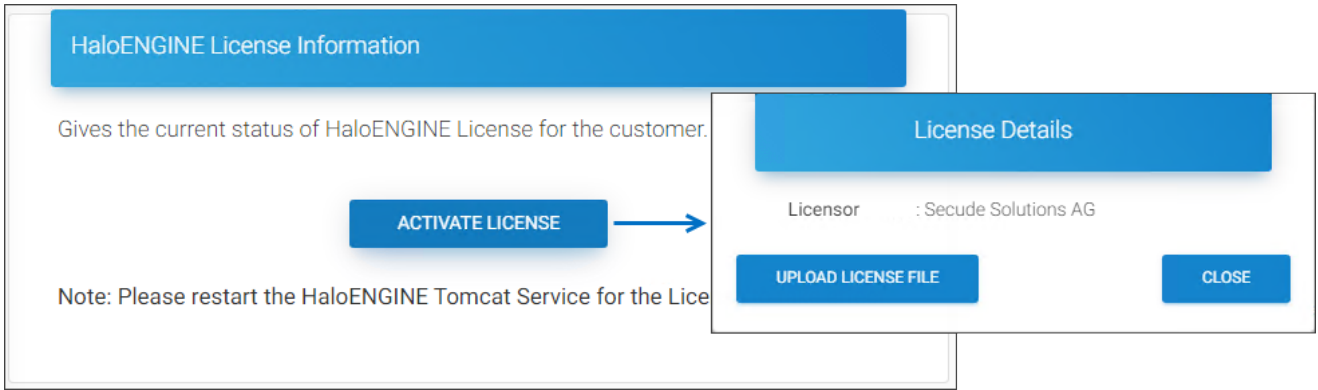 HaloENGINE License Information
Gives the current status of HaloENGINE License for the customer.
ACTIVATE LICENSE
Note: Please restart the HaloENGINE Tomcat Service for the Lice
License Details
Licensor : Secude Solutions AG
UPLOAD LICENSE FILE
CLOSE